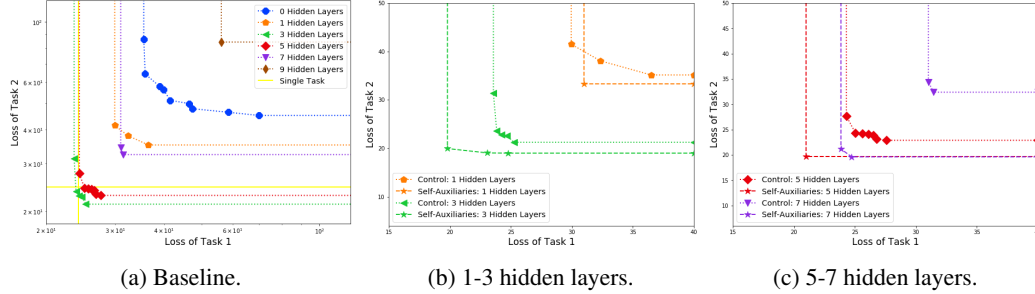 10²
6 × 10¹
4 × 10¹
3 × 10¹
2 × 10¹
Loss of Task 2
2 × 10¹
3 × 10¹
4 × 10¹
6 × 10¹
10²
Loss of Task 1
0 Hidden Layers
1 Hidden Layers
3 Hidden Layers
5 Hidden Layers
7 Hidden Layers
9 Hidden Layers
Single Task
(a) Baseline.
50
40
30
20
10
Loss of Task 2
15
20
25
30
35
40
Loss of Task 1
Control: 1 Hidden Layers
Self-Auxiliaries: 1 Hidden Layers
Control: 3 Hidden Layers
Self-Auxiliaries: 3 Hidden Layers
(b) 1-3 hidden layers.
50
45
40
35
30
25
20
15
10
Loss of Task 2
15
20
25
30
35
40
Loss of Task 1
Control: 5 Hidden Layers
Self-Auxiliaries: 5 Hidden Layers
Control: 7 Hidden Layers
Self-Auxiliaries: 7 Hidden Layers
(c) 5-7 hidden layers.